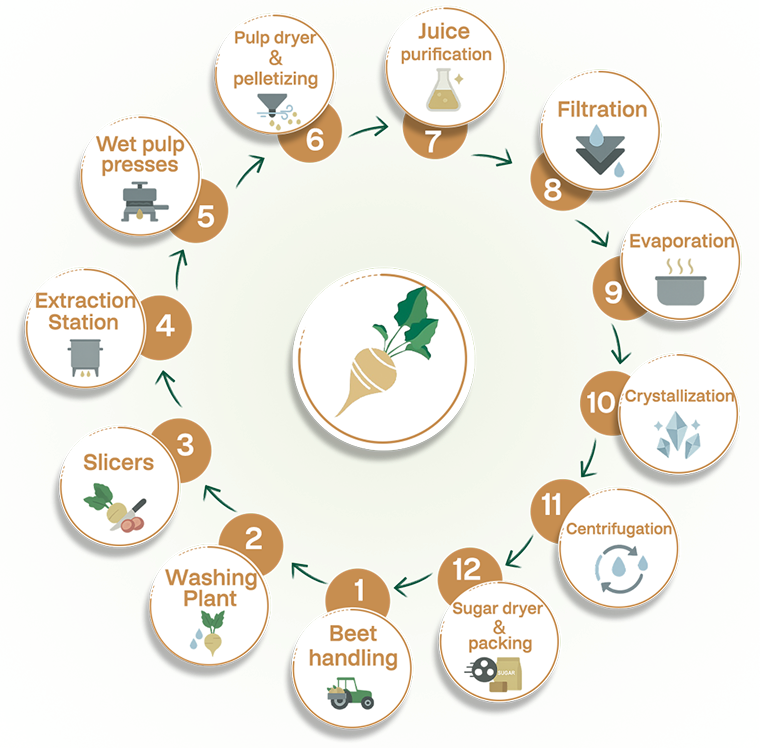 1
Beet
handling
2
Washing
Plant
3
Slicers
4
Extraction
Station
5
Wet pulp
presses
6
Pulp dryer
&
pelletizing
7
Juice
purification
8
Filtration
9
Evaporation
10
Crystallization
11
Centrifugation
12
Sugar dryer
&
packing
SUGAR